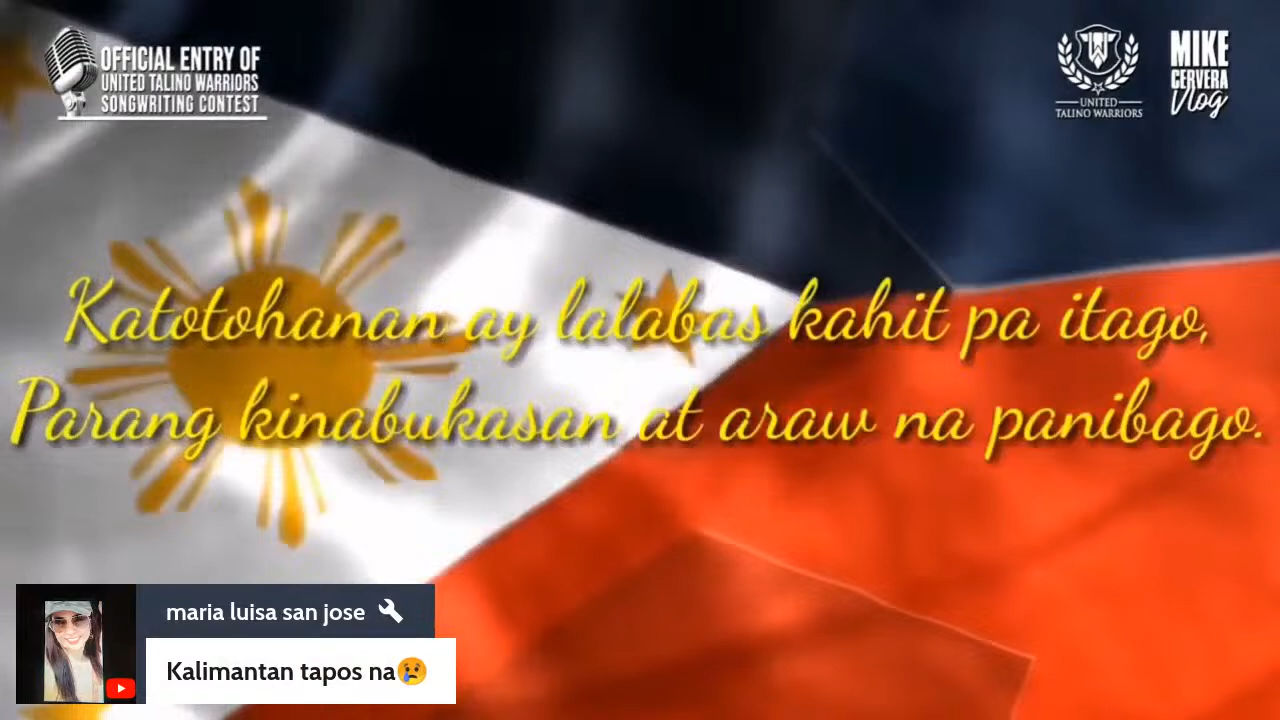 OFFICIAL ENTRY OF
UNITED TALINO WARRIORS
SONGWRITING CONTEST
UNITED
TALINO WARRIORS
MIKE
CERVERA
Vlog
Katotohanan ay lalabas kahit pa itago,
Parang kinabukasan at araw na panibago.
maria luisa san jose
Kalimantan tapos na😢